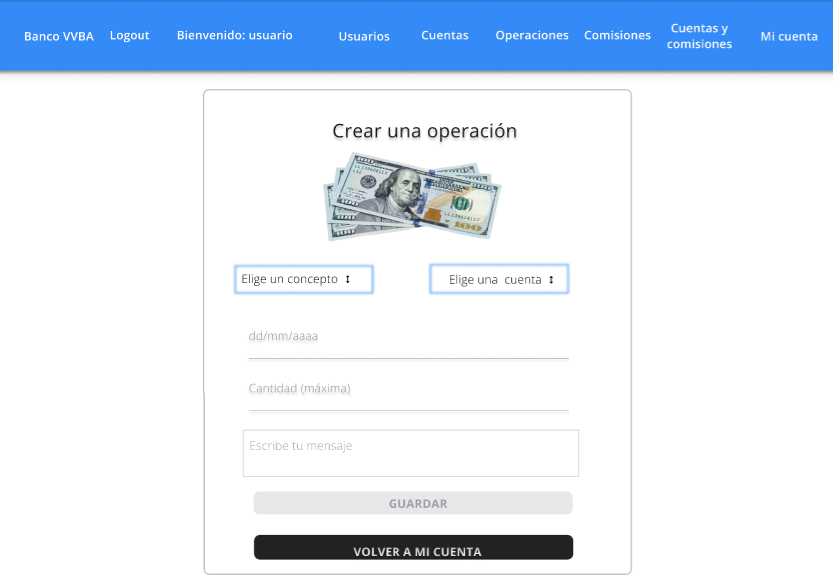 Banco VVBA Logout Bienvenido: usuario Usuarios Cuentas Operaciones Comisiones Cuentas y comisiones Mi cuenta
Crear una operación
100
Elige un concepto
Elige una cuenta
dd/mm/aaaa
Cantidad (máxima)
Escribe tu mensaje
GUARDAR
VOLVER A MI CUENTA